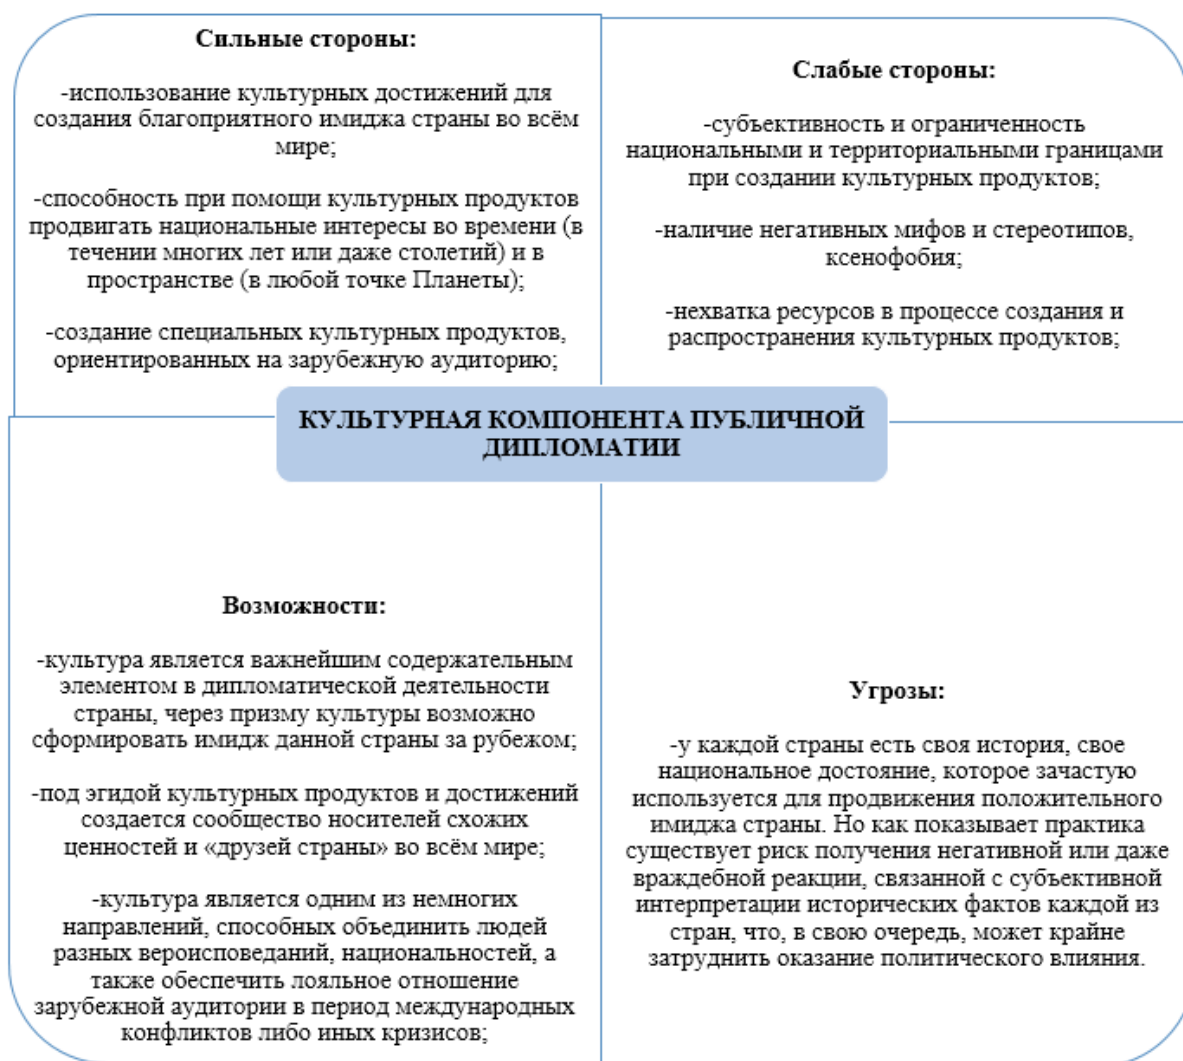 Сильные стороны:
-использование культурных достижений для
создания благоприятного имиджа страны во всём
мире;
-способность при помощи культурных продуктов
продвигать национальные интересы во времени (в
течении многих лет или даже столетий) и в
пространстве (в любой точке Планеты);
-создание специальных культурных продуктов,
ориентированных на зарубежную аудиторию;
Слабые стороны:
-субъективность и ограниченность
национальными и территориальными границами
при создании культурных продуктов;
-наличие негативных мифов и стереотипов,
ксенофобия;
-нехватка ресурсов в процессе создания и
распространения культурных продуктов;
КУЛЬТУРНАЯ КОМПОНЕНТА ПУБЛИЧНОЙ
ДИПЛОМАТИИ
Возможности:
-культура является важнейшим содержательным
элементом в дипломатической деятельности
страны, через призму культуры возможно
сформировать имидж данной страны за рубежом;
-под эгидой культурных продуктов и достижений
создается сообщество носителей схожих
ценностей и «друзей страны» во всём мире;
-культура является одним из немногих
направлений, способных объединить людей
разных вероисповеданий, национальностей, а
также обеспечить лояльное отношение
зарубежной аудитории в период международных
конфликтов либо иных кризисов;
Угрозы:
-у каждой страны есть своя история, свое
национальное достояние, которое зачастую
используется для продвижения положительного
имиджа страны. Но как показывает практика
существует риск получения негативной или даже
враждебной реакции, связанной с субъективной
интерпретации исторических фактов каждой из
стран, что, в свою очередь, может крайне
затруднить оказание политического влияния.